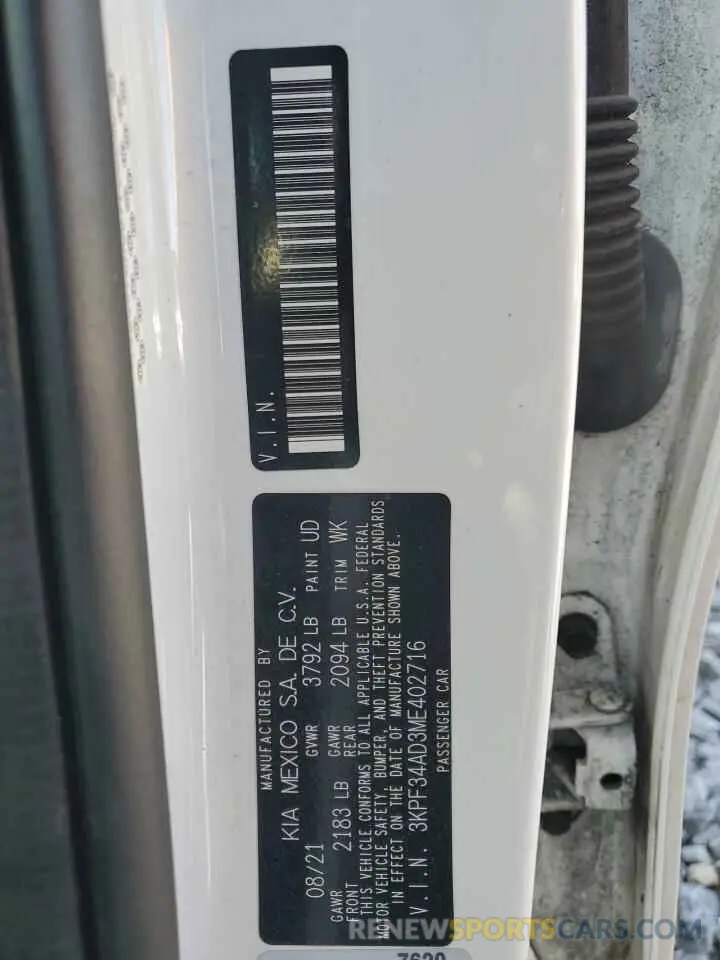 V.I.N.
MANUFACTURED BY
KIA MEXICO S.A. DE C.V.
08/21 GVWR 3792 LB PAINT UD
GAWR FRONT 2183 LB GAWR REAR 2094 LB TRIM WK
THIS VEHICLE CONFORMS TO ALL APPLICABLE U.S.A. FEDERAL
MOTOR VEHICLE SAFETY, BUMPER, AND THEFT PREVENTION STANDARDS
IN EFFECT ON THE DATE OF MANUFACTURE SHOWN ABOVE.
V.I.N. 3KPF34AD3ME402716
PASSENGER CAR
RENEWSPORTSCARS.COM